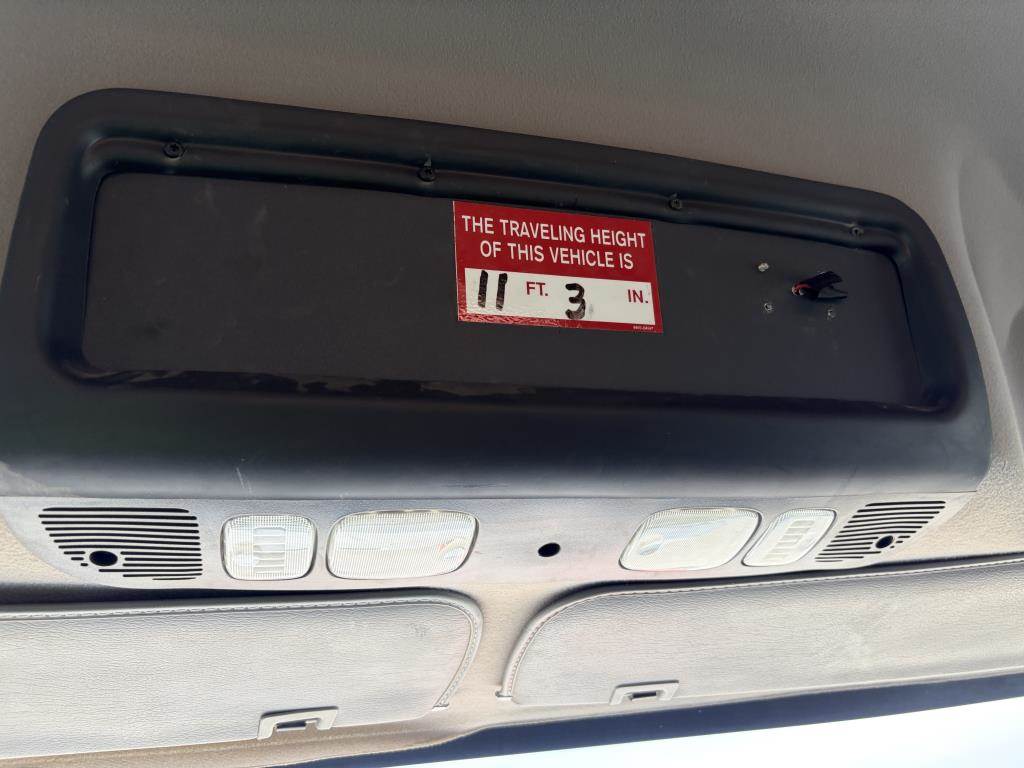 THE TRAVELING HEIGHT
OF THIS VEHICLE IS
11 FT. 3 IN.